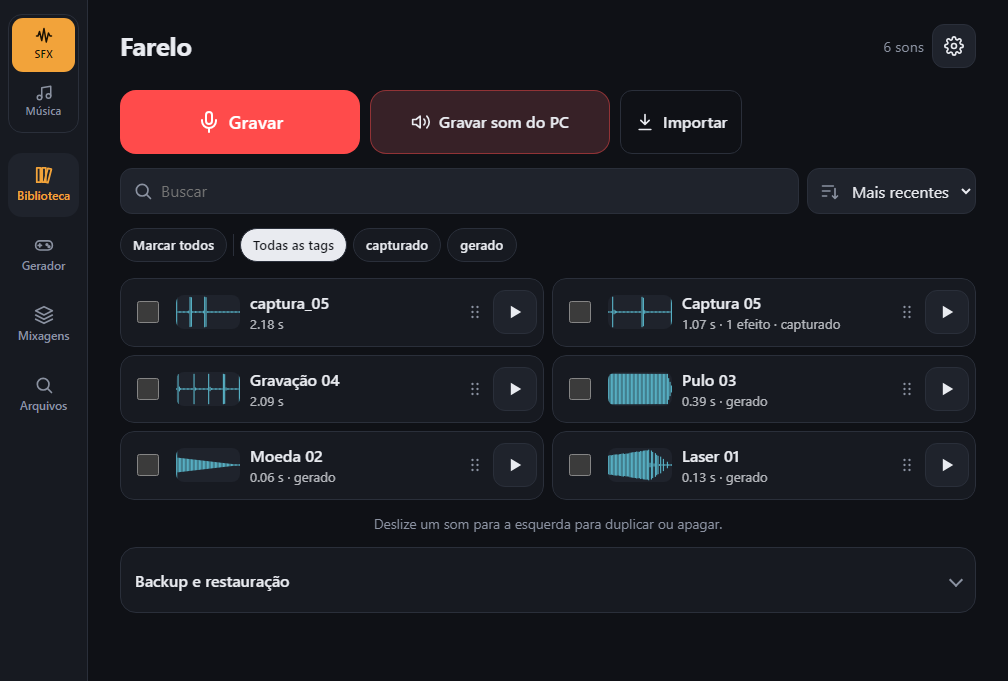 SFX
Música
Biblioteca
Gerador
Mixagens
Arquivos
Farelo
6 sons
Gravar
Gravar som do PC
Importar
Buscar
Mais recentes
Marcar todos
Todas as tags
capturado
gerado
captura_05
2.18 s
Captura 05
1.07 s · 1 efeito · capturado
Gravação 04
2.09 s
Pulo 03
0.39 s · gerado
Moeda 02
0.06 s · gerado
Laser 01
0.13 s · gerado
Deslize um som para a esquerda para duplicar ou apagar.
Backup e restauração